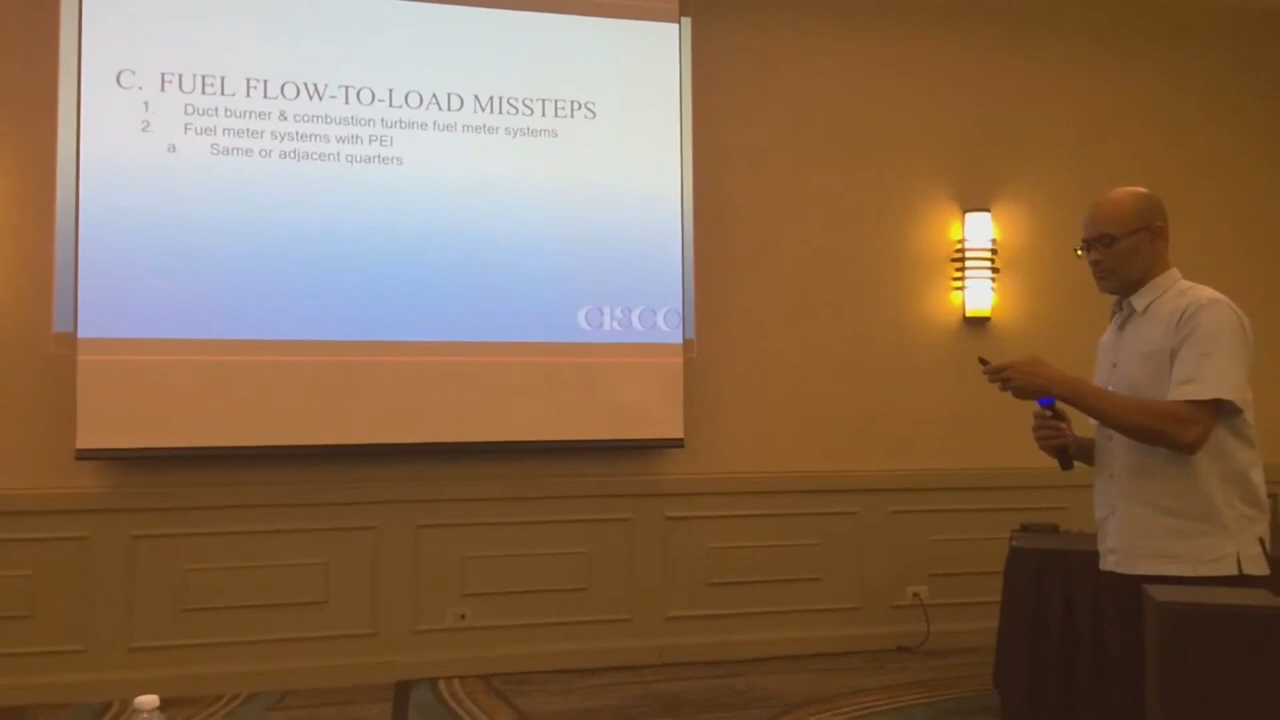 C. FUEL FLOW-TO-LOAD MISSTEPS
1. Duct burner & combustion turbine fuel meter systems
2. Fuel meter systems with PEI
a. Same or adjacent quarters
CISCO